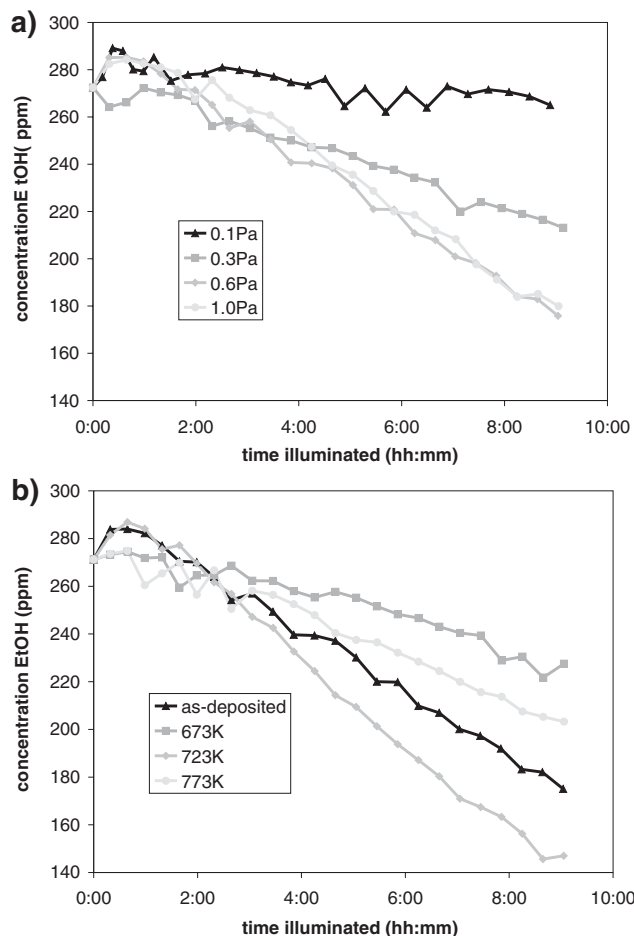 a)
300
280
260
240
220
200
180
160
140
concentrationE tOH( ppm)
0.1Pa
0.3Pa
0.6Pa
1.0Pa
0:00 2:00 4:00 6:00 8:00 10:00
time illuminated (hh:mm)
b)
300
280
260
240
220
200
180
160
140
concentration EtOH (ppm)
as-deposited
673K
723K
773K
0:00 2:00 4:00 6:00 8:00 10:00
time illuminated (hh:mm)